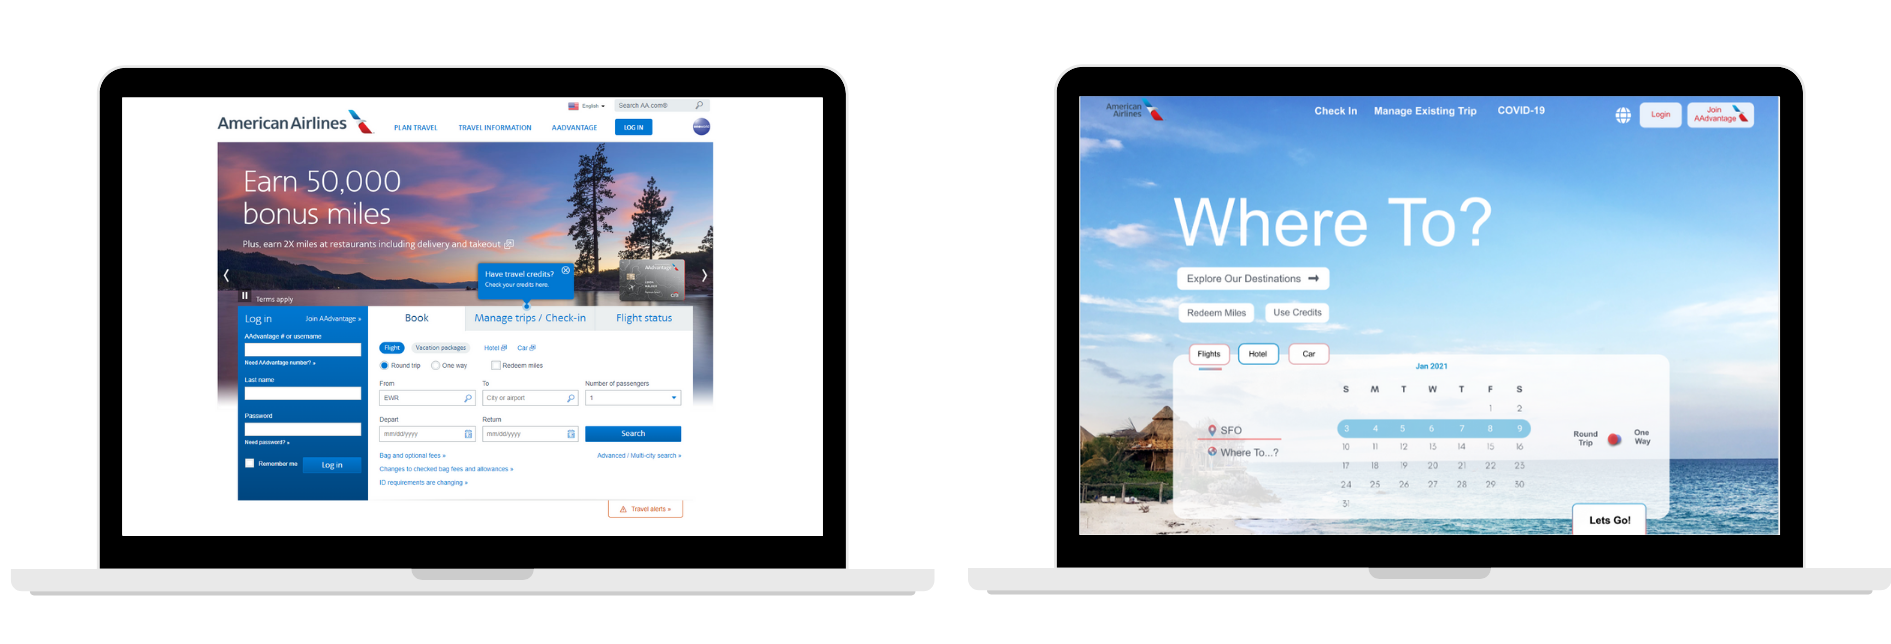 English
Search AA.com®
American Airlines
PLAN TRAVEL
TRAVEL INFORMATION
AADVANTAGE
LOG IN
Earn 50,000
bonus miles
Plus, earn 2X miles at restaurants including delivery and takeout
Have travel credits?
Check your credits here.
AAdvantage
citi
Terms apply
Log in
Join AAdvantage »
AAdvantage # or username
Need AAdvantage number? »
Last name
Password
Need password? »
Remember me
Log in
Book
Manage trips / Check-in
Flight status
Flight
Vacation packages
Hotel
Car
Round trip
One way
Redeem miles
From
To
Number of passengers
EWR
City or airport
1
Depart
Return
mm/dd/yyyy
mm/dd/yyyy
Search
Bag and optional fees »
Advanced / Multi-city search »
Changes to checked bag fees and allowances »
ID requirements are changing »
Travel alerts »
American
Airlines
Check In
Manage Existing Trip
COVID-19
Login
Join
AAdvantage
Where To?
Explore Our Destinations
Redeem Miles
Use Credits
Flights
Hotel
Car
Jan 2021
S M T W T F S
1 2
3 4 5 6 7 8 9
10 11 12 13 14 15 16
17 18 19 20 21 22 23
24 25 26 27 28 29 30
31
SFO
Where To...?
Round
Trip
One
Way
Lets Go!